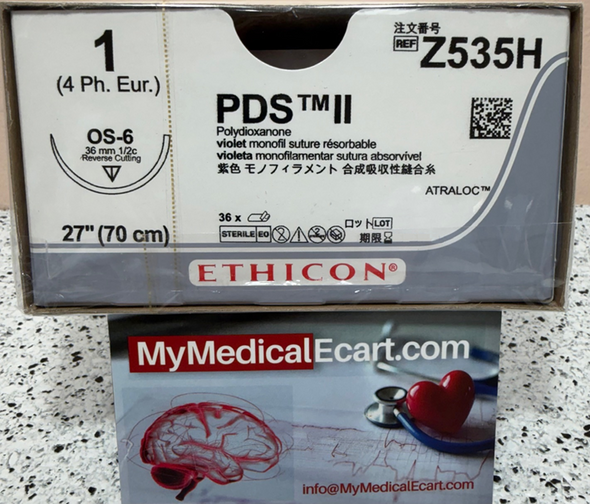 1
(4 Ph. Eur.)
OS-6
36 mm 1/2c
Reverse Cutting
27" (70 cm)
注文番号
REF Z535H
PDS™II
Polydioxanone
violet monofil suture résorbable
violeta monofilamentar sutura absorvível
紫色 モノフィラメント 合成吸収性縫合糸
ATRALOC™
36 x
STERILE EO
ロット LOT
期限
ETHICON®
MyMedicalEcart.com
info@MyMedicalEcart.com